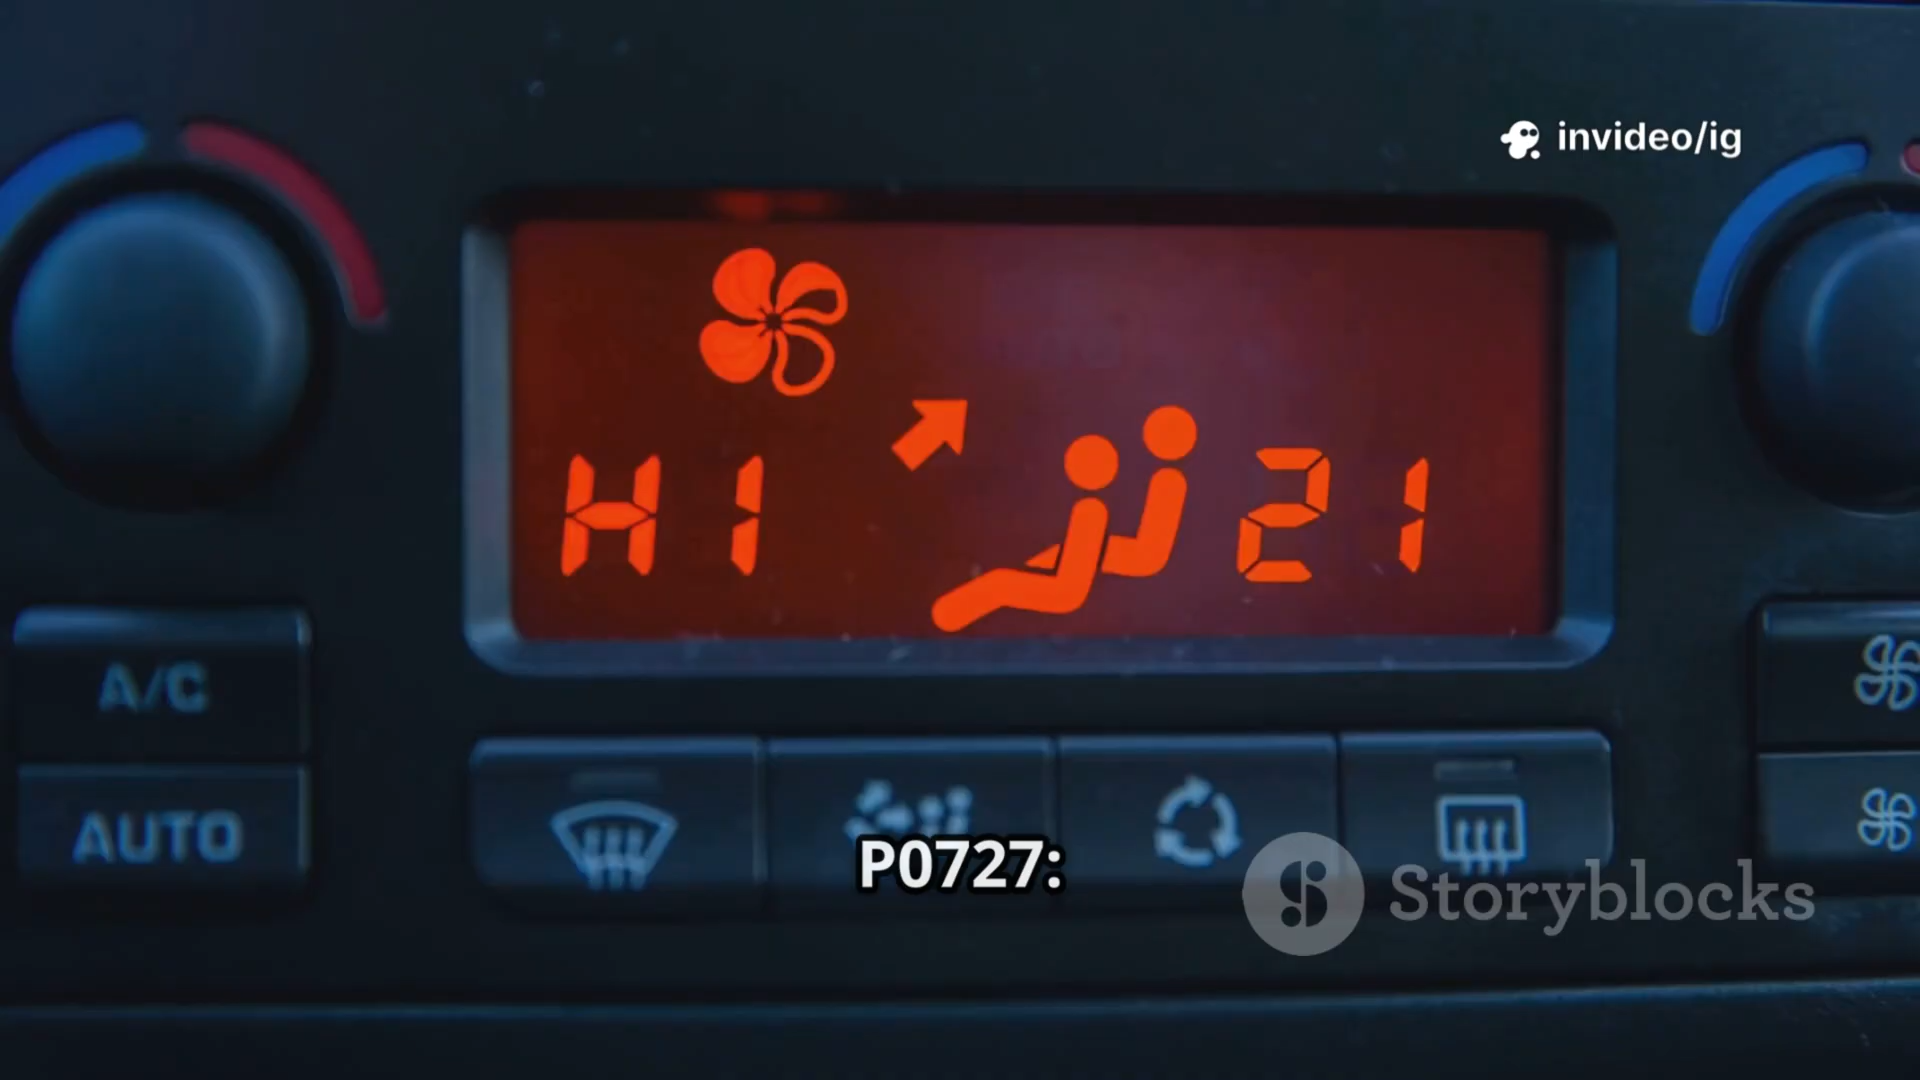 invideo/ig
HI 21
A/C
AUTO
P0727:
Storyblocks